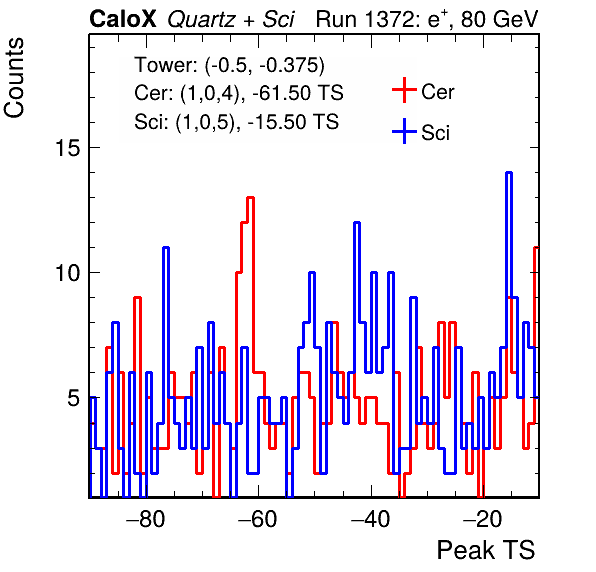 CaloX Quartz + Sci Run 1372: e+, 80 GeV
Counts
Tower: (-0.5, -0.375)
Cer: (1,0,4), -61.50 TS
Sci: (1,0,5), -15.50 TS
Cer
Sci
15
10
5
−80 −60 −40 −20
Peak TS